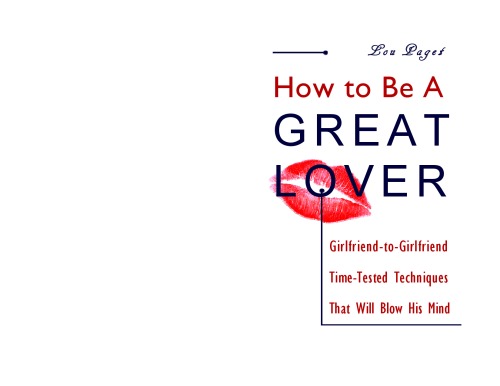 Lou Paget
How to Be A
GREAT
LOVER
Girlfriend-to-Girlfriend
Time-Tested Techniques
That Will Blow His Mind